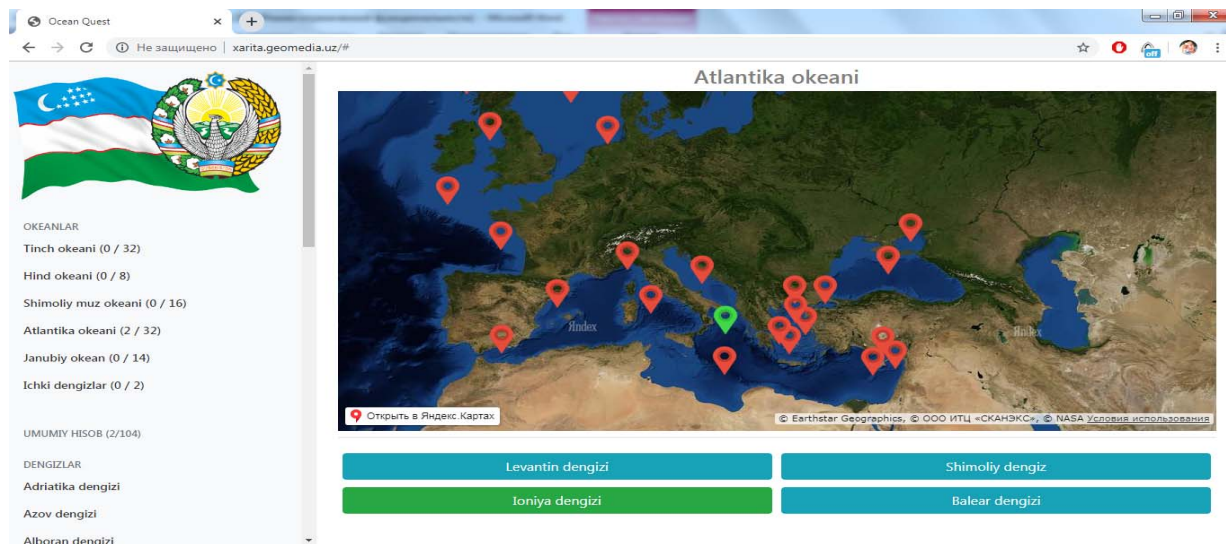 Ocean Quest
Не защищено | xarita.geomedia.uz/#
off
Atlantika okeani
OKEANLAR
Tinch okeani (0 / 32)
Hind okeani (0 / 8)
Shimoliy muz okeani (0 / 16)
Atlantika okeani (2 / 32)
Janubiy okean (0 / 14)
Ichki dengizlar (0 / 2)
UMUMIY HISOB (2/104)
DENGIZLAR
Adriatika dengizi
Azov dengizi
Alboran dengizi
Яndex
Яndex
Открыть в Яндекс.Картах
© Earthstar Geographics, © ООО ИТЦ «СКАНЭКС», © NASA Условия использования
Levantin dengizi
Shimoliy dengiz
Ioniya dengizi
Balear dengizi